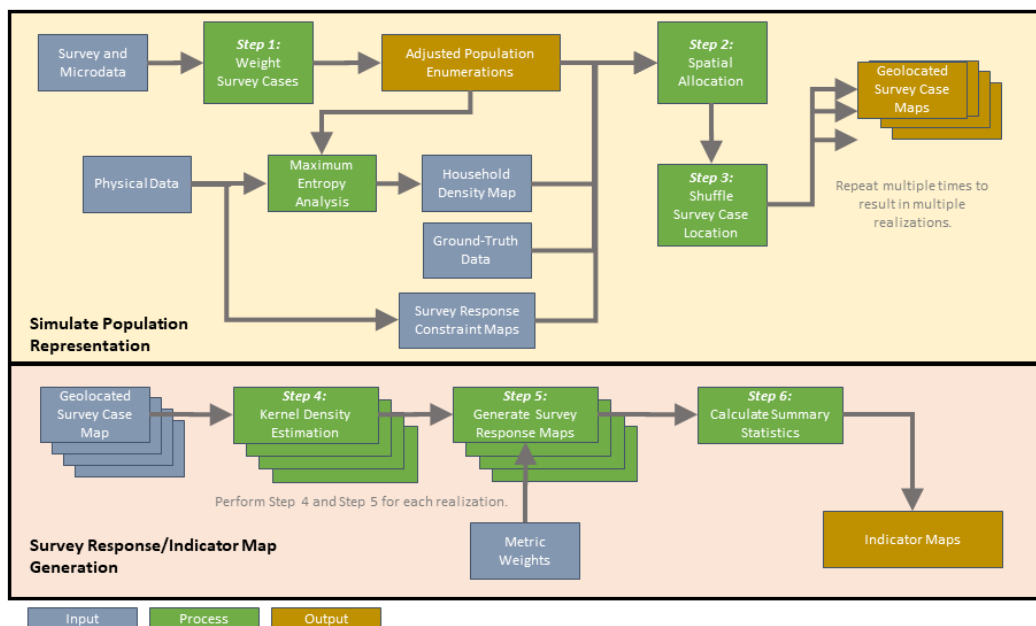 Survey and
Microdata
Step 1:
Weight
Survey Cases
Adjusted Population
Enumerations
Step 2:
Spatial
Allocation
Geolocated
Survey Case
Maps
Physical Data
Maximum
Entropy
Analysis
Household
Density Map
Step 3:
Shuffle
Survey Case
Location
Repeat multiple times to
result in multiple
realizations.
Ground-Truth
Data
Survey Response
Constraint Maps
Simulate Population
Representation
Geolocated
Survey Case
Map
Step 4:
Kernel Density
Estimation
Step 5:
Generate Survey
Response Maps
Step 6:
Calculate Summary
Statistics
Perform Step 4 and Step 5 for each realization.
Metric
Weights
Indicator Maps
Survey Response/Indicator Map
Generation
Input
Process
Output